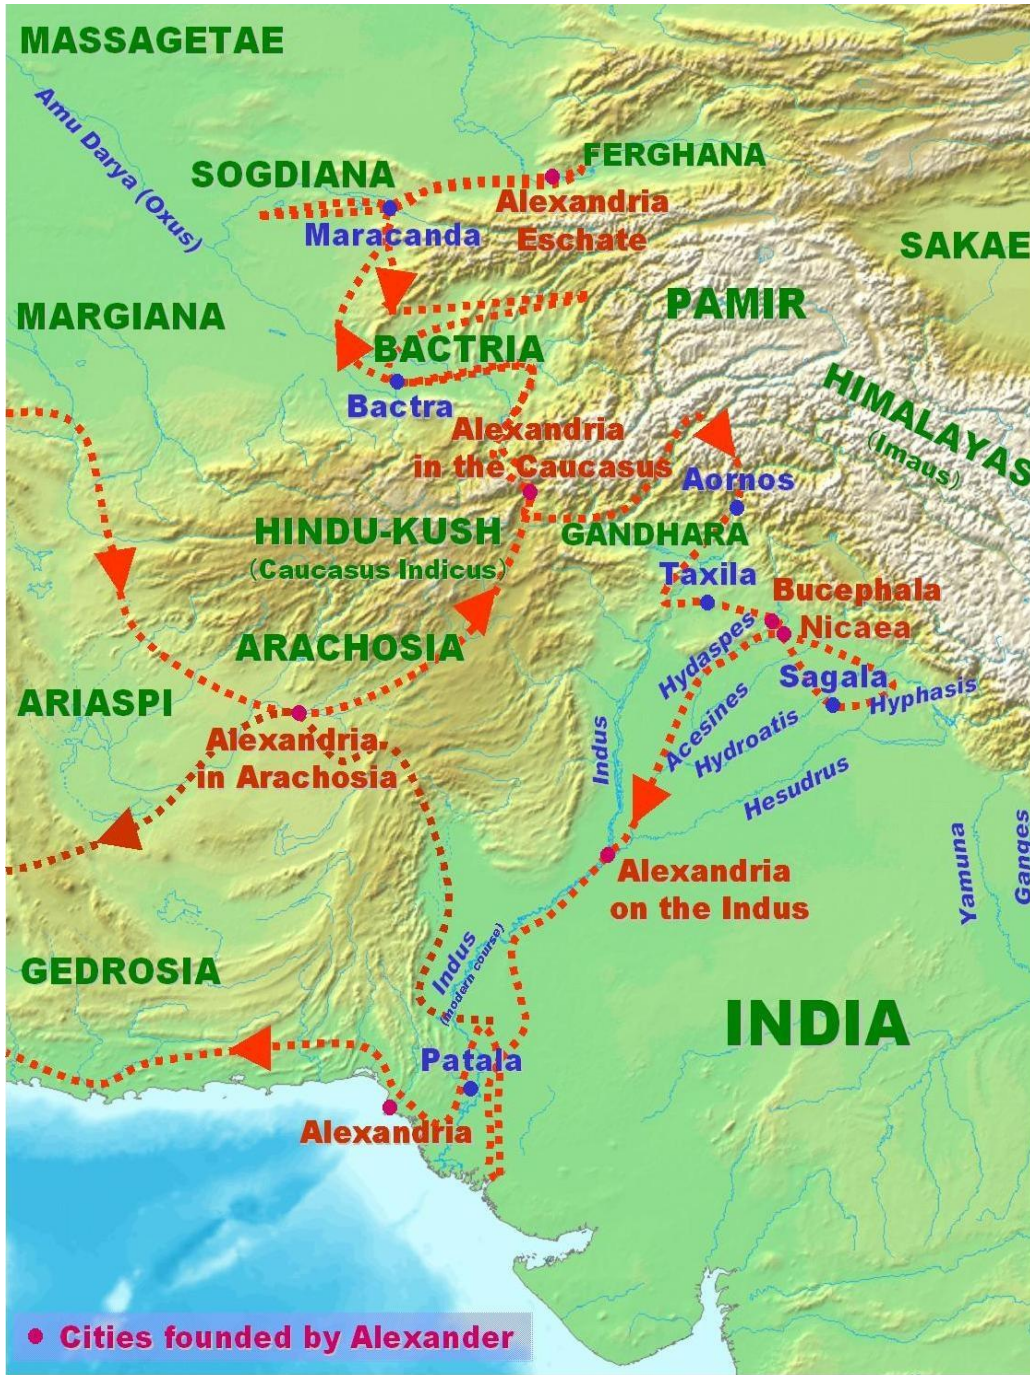 MASSAGETAE
Amu Darya (Oxus)
SOGDIANA
FERGHANA
Alexandria
Eschate
Maracanda
SAKAE
MARGIANA
PAMIR
BACTRIA
Bactra
HIMALAYAS
(Imaus)
Alexandria
in the Caucasus
Aornos
HINDU-KUSH
(Caucasus Indicus)
GANDHARA
Taxila
Bucephala
Nicaea
ARACHOSIA
Hydaspes
Sagala
Hyphasis
ARIASPI
Acesines
Hydroatis
Alexandria
in Arachosia
Indus
Hesudrus
Alexandria
on the Indus
Yamuna
Ganges
Indus
(modern course)
GEDROSIA
INDIA
Patala
Alexandria
Cities founded by Alexander